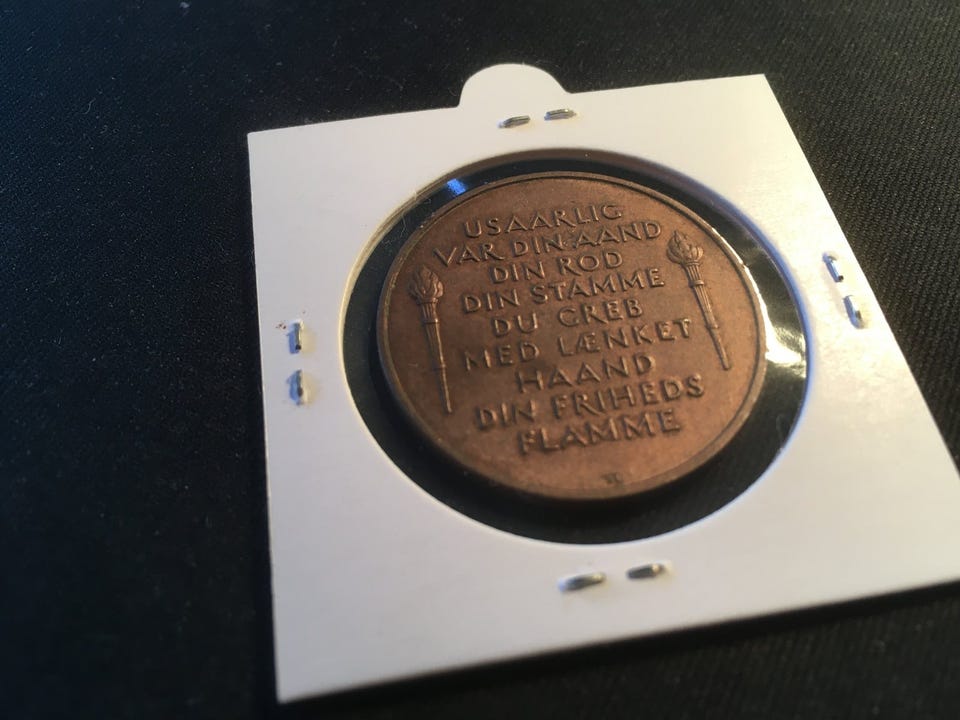 USAARLIG
VAR DIN AAND
DIN ROD
DIN STAMME
DU GREB
MED LÆNKET
HAAND
DIN FRIHEDS
FLAMME